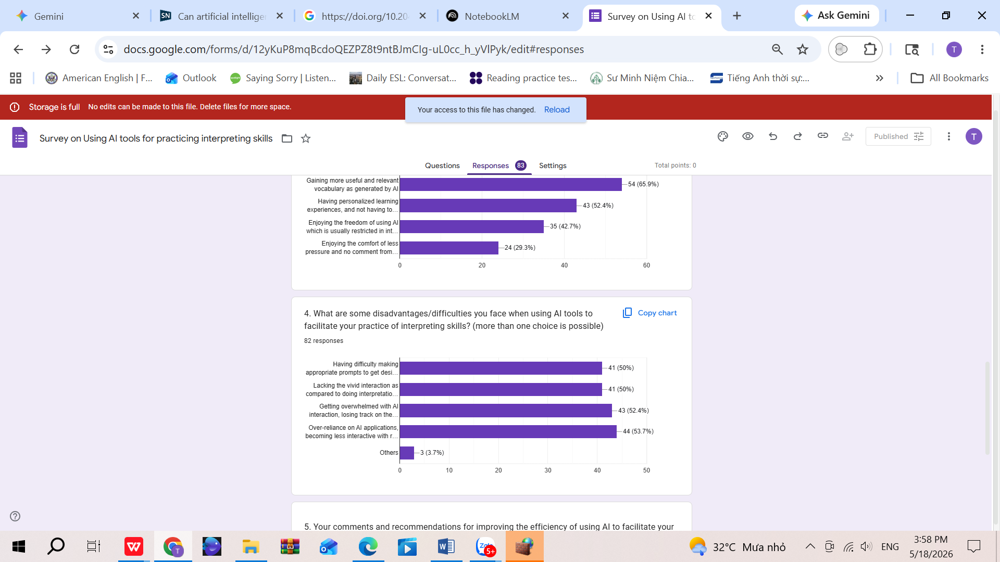 Gemini
Can artificial intellige
https://doi.org/10.20
NotebookLM
Survey on Using AI to
Ask Gemini
docs.google.com/forms/d/12yKuP8mqBcdoQEZPZ8t9ntBJmCIg-uL0cc_h_yVlPyk/edit#responses
T
American English | F...
Outlook
Saying Sorry | Listen...
Daily ESL: Conversat...
Reading practice tes...
Sư Minh Niệm Chia...
Tiếng Anh thời sự:...
All Bookmarks
Storage is full No edits can be made to this file. Delete files for more space.
Your access to this file has changed. Reload
Survey on Using AI tools for practicing interpreting skills
Published
T
Questions
Responses 83
Settings
Total points: 0
Gaining more useful and relevant
vocabulary as generated by AI
54 (65.9%)
Having personalized learning
experiences, and not having to...
43 (52.4%)
Enjoying the freedom of using AI
which is usually restricted in int...
35 (42.7%)
Enjoying the comfort of less
pressure and no comment from...
24 (29.3%)
0 20 40 60
4. What are some disadvantages/difficulties you face when using AI tools to
facilitate your practice of interpreting skills? (more than one choice is possible)
Copy chart
82 responses
Having difficulty making
appropriate prompts to get desi...
41 (50%)
Lacking the vivid interaction as
compared to doing interpretatio...
41 (50%)
Getting overwhelmed with AI
interaction, losing track on the...
43 (52.4%)
Over-reliance on AI applications,
becoming less interactive with r...
44 (53.7%)
Others
3 (3.7%)
0 10 20 30 40 50
5. Your comments and recommendations for improving the efficiency of using AI to facilitate your
32°C Mưa nhỏ
ENG
3:58 PM
5/18/2026
5+